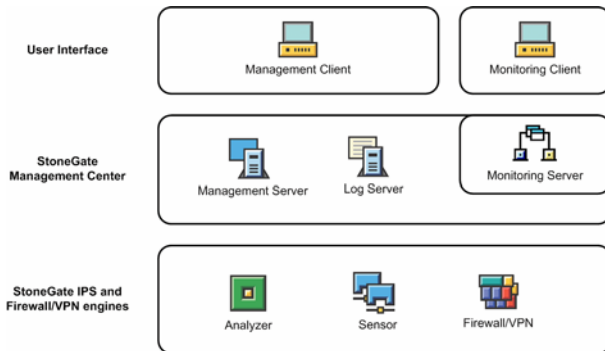 User Interface
Management Client
Monitoring Client
StoneGate
Management Center
Management Server
Log Server
Monitoring Server
StoneGate IPS and
Firewall/VPN engines
Analyzer
Sensor
Firewall/VPN